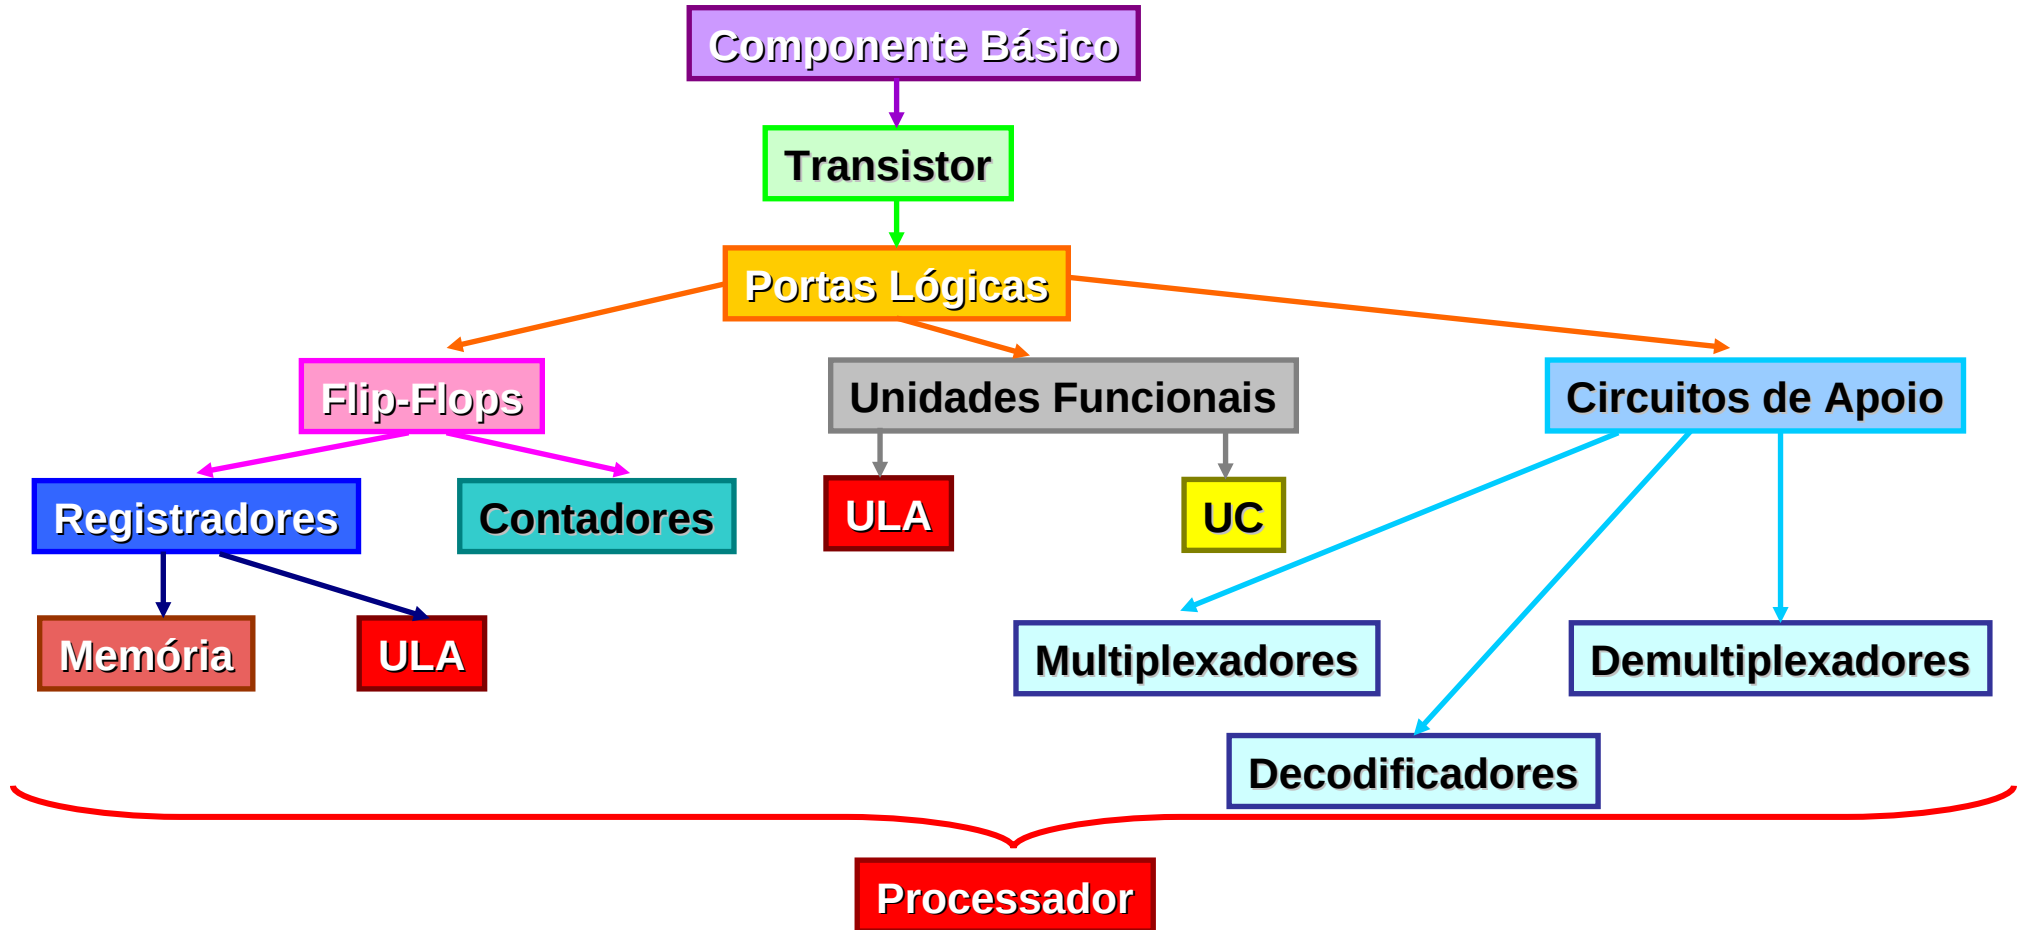 Componente Básico
Transistor
Portas Lógicas
Flip-Flops
Unidades Funcionais
Circuitos de Apoio
Registradores
Contadores
ULA
UC
Memória
ULA
Multiplexadores
Demultiplexadores
Decodificadores
Processador